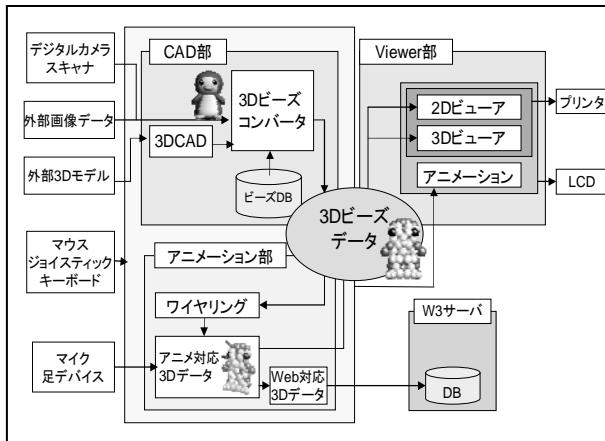 デジタルカメラ
スキャナ
外部画像データ
外部3Dモデル
マウス
ジョイスティック
キーボード
マイク
足デバイス
CAD部
3Dビーズ
コンバータ
3DCAD
ビーズDB
アニメーション部
ワイヤリング
アニメ対応
3Dデータ
Web対応
3Dデータ
3Dビーズ
データ
Viewer部
2Dビューア
3Dビューア
アニメーション
プリンタ
LCD
W3サーバ
DB